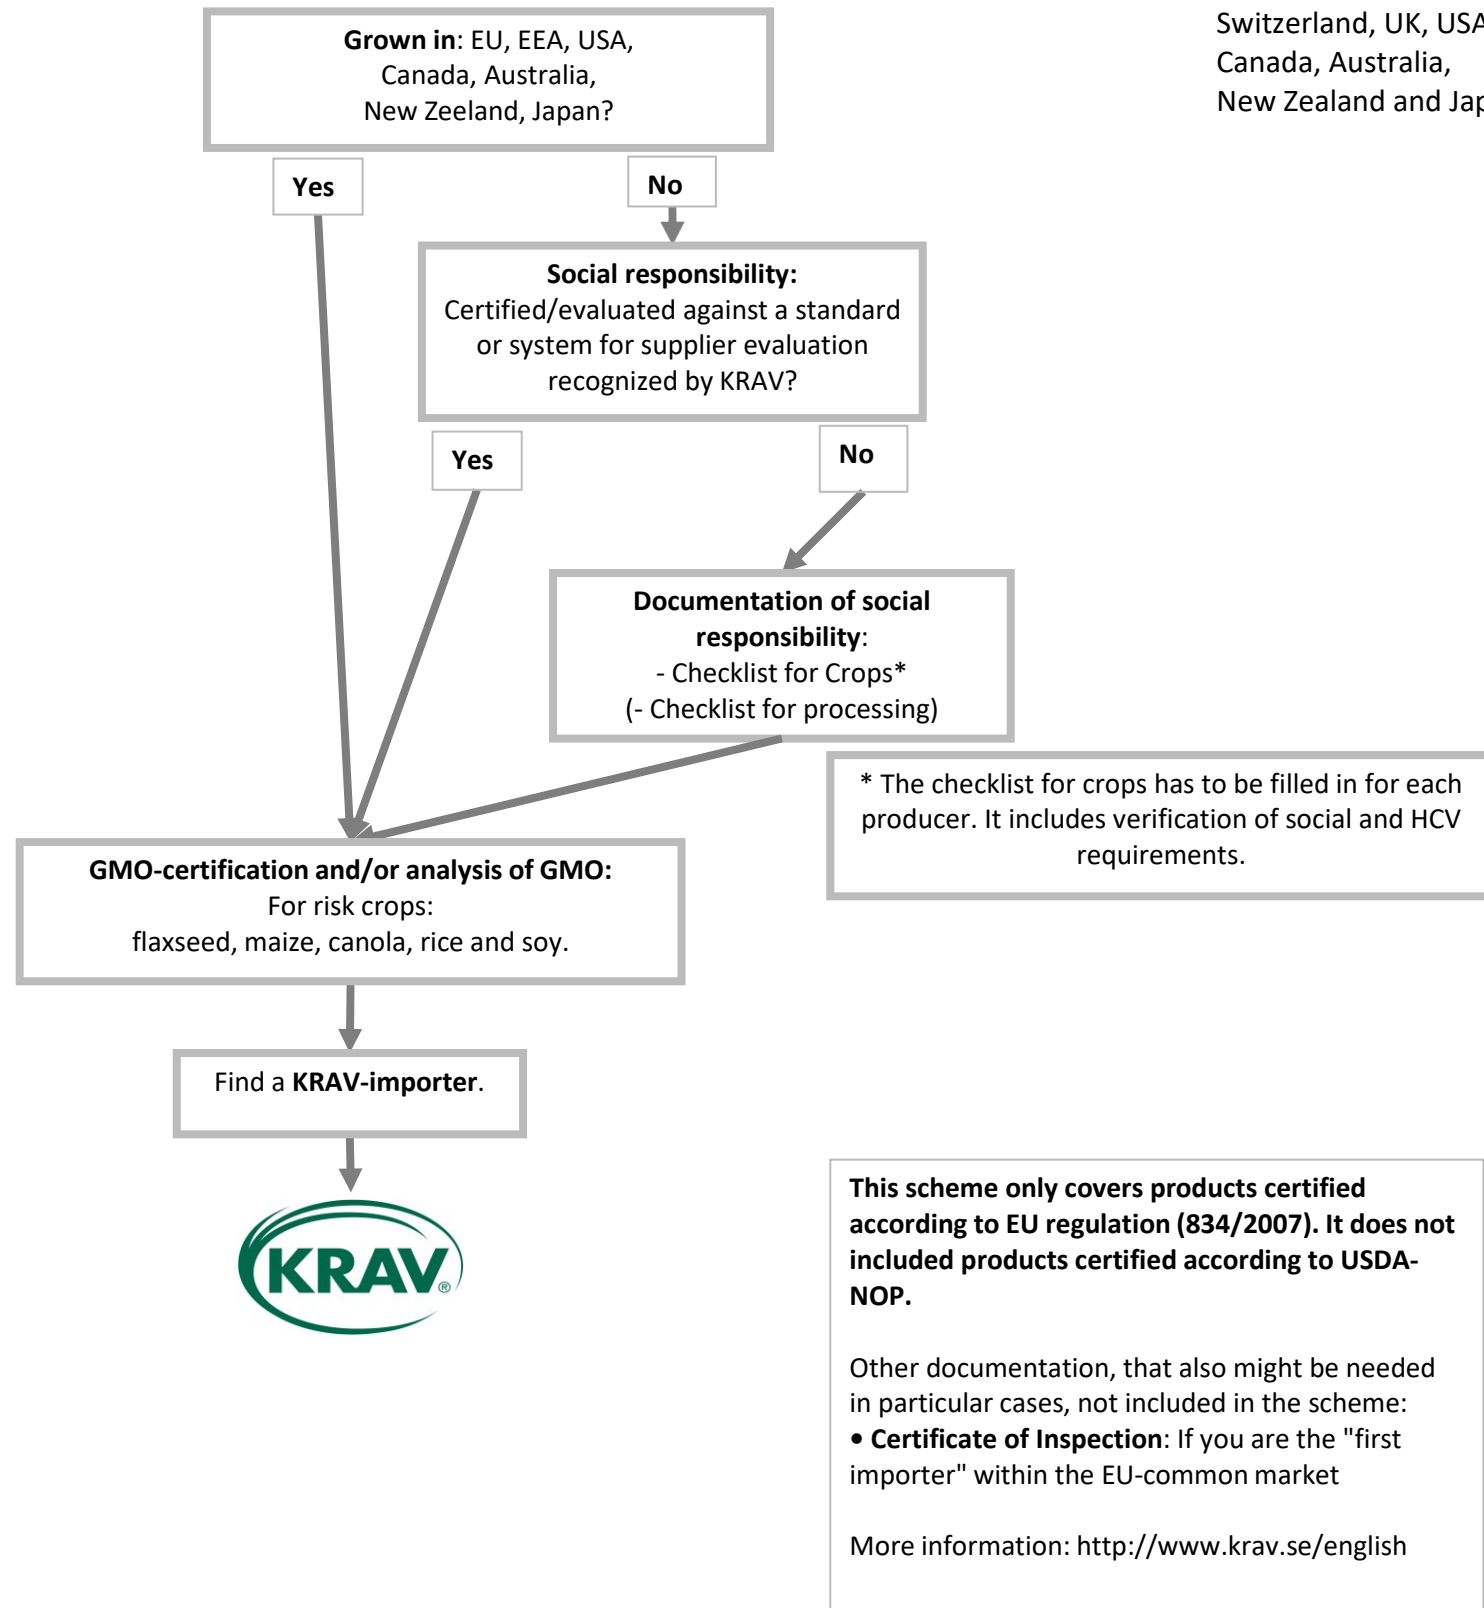 Grown in: EU, EEA, USA,
Canada, Australia,
New Zeeland, Japan?
Switzerland, UK, USA
Canada, Australia,
New Zealand and
Yes
No
Social responsibility:
Certified/evaluated against a standard
or system for supplier evaluation
recognized by KRAV?
Yes
No
Documentation of social
responsibility:
- Checklist for Crops*
(- Checklist for processing)
* The checklist for crops has to be filled in for each
producer. It includes verification of social and HCV
requirements.
GMO-certification and/or analysis of GMO:
For risk crops:
flaxseed, maize, canola, rice and soy.
Find a KRAV-importer.
KRAV®
This scheme only covers products certified
according to EU regulation (834/2007). It does not
included products certified according to USDA-
NOP.
Other documentation, that also might be needed
in particular cases, not included in the scheme:
• Certificate of Inspection: If you are the "first
importer" within the EU-common market
More information: http://www.krav.se/english